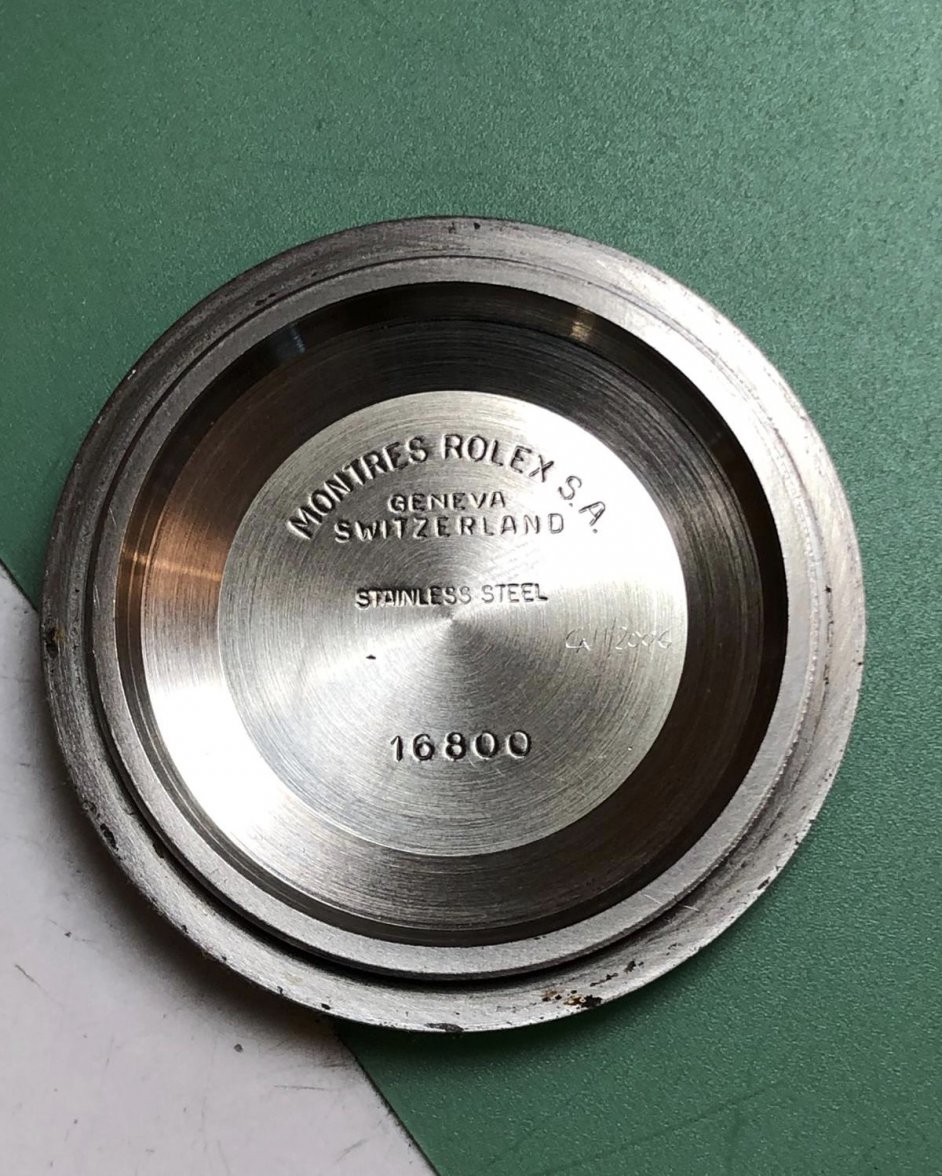 MONTRES ROLEX S.A.
GENEVA
SWITZERLAND
STAINLESS STEEL
16800